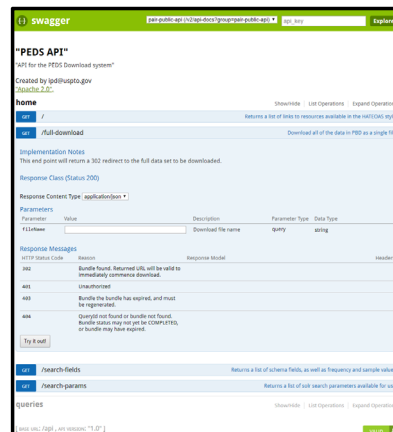 swagger
pair-public-api (/v2/api-docs?group=pair-public-api)
api_key
Explore
"PEDS API"
"API for the PEDS Download system"
Created by ipd@uspto.gov
"Apache 2.0"
home
Show/Hide | List Operations | Expand Operation
GET / Returns a list of links to resources available in the HATEOAS styl
GET /full-download Download all of the data in PBD as a single fil
Implementation Notes
This end point will return a 302 redirect to the full data set to be downloaded.
Response Class (Status 200)
Response Content Type application/json
Parameters
Parameter Value Description Parameter Type Data Type
fileName Download file name query string
Response Messages
HTTP Status Code Reason Response Model Header
302 Bundle found. Returned URL will be valid to
immediately commence download.
401 Unauthorized
403 Bundle the bundle has expired, and must
be regenerated.
404 QueryId not found or bundle not found.
Bundle status may not yet be COMPLETED,
or bundle may have expired.
Try it out!
GET /search-fields Returns a list of schema fields, as well as frequency and sample value
GET /search-params Returns a list of solr search parameters available for us
queries Show/Hide | List Operations | Expand Operation
[ BASE URL: /api , API VERSION: "1.0" ]